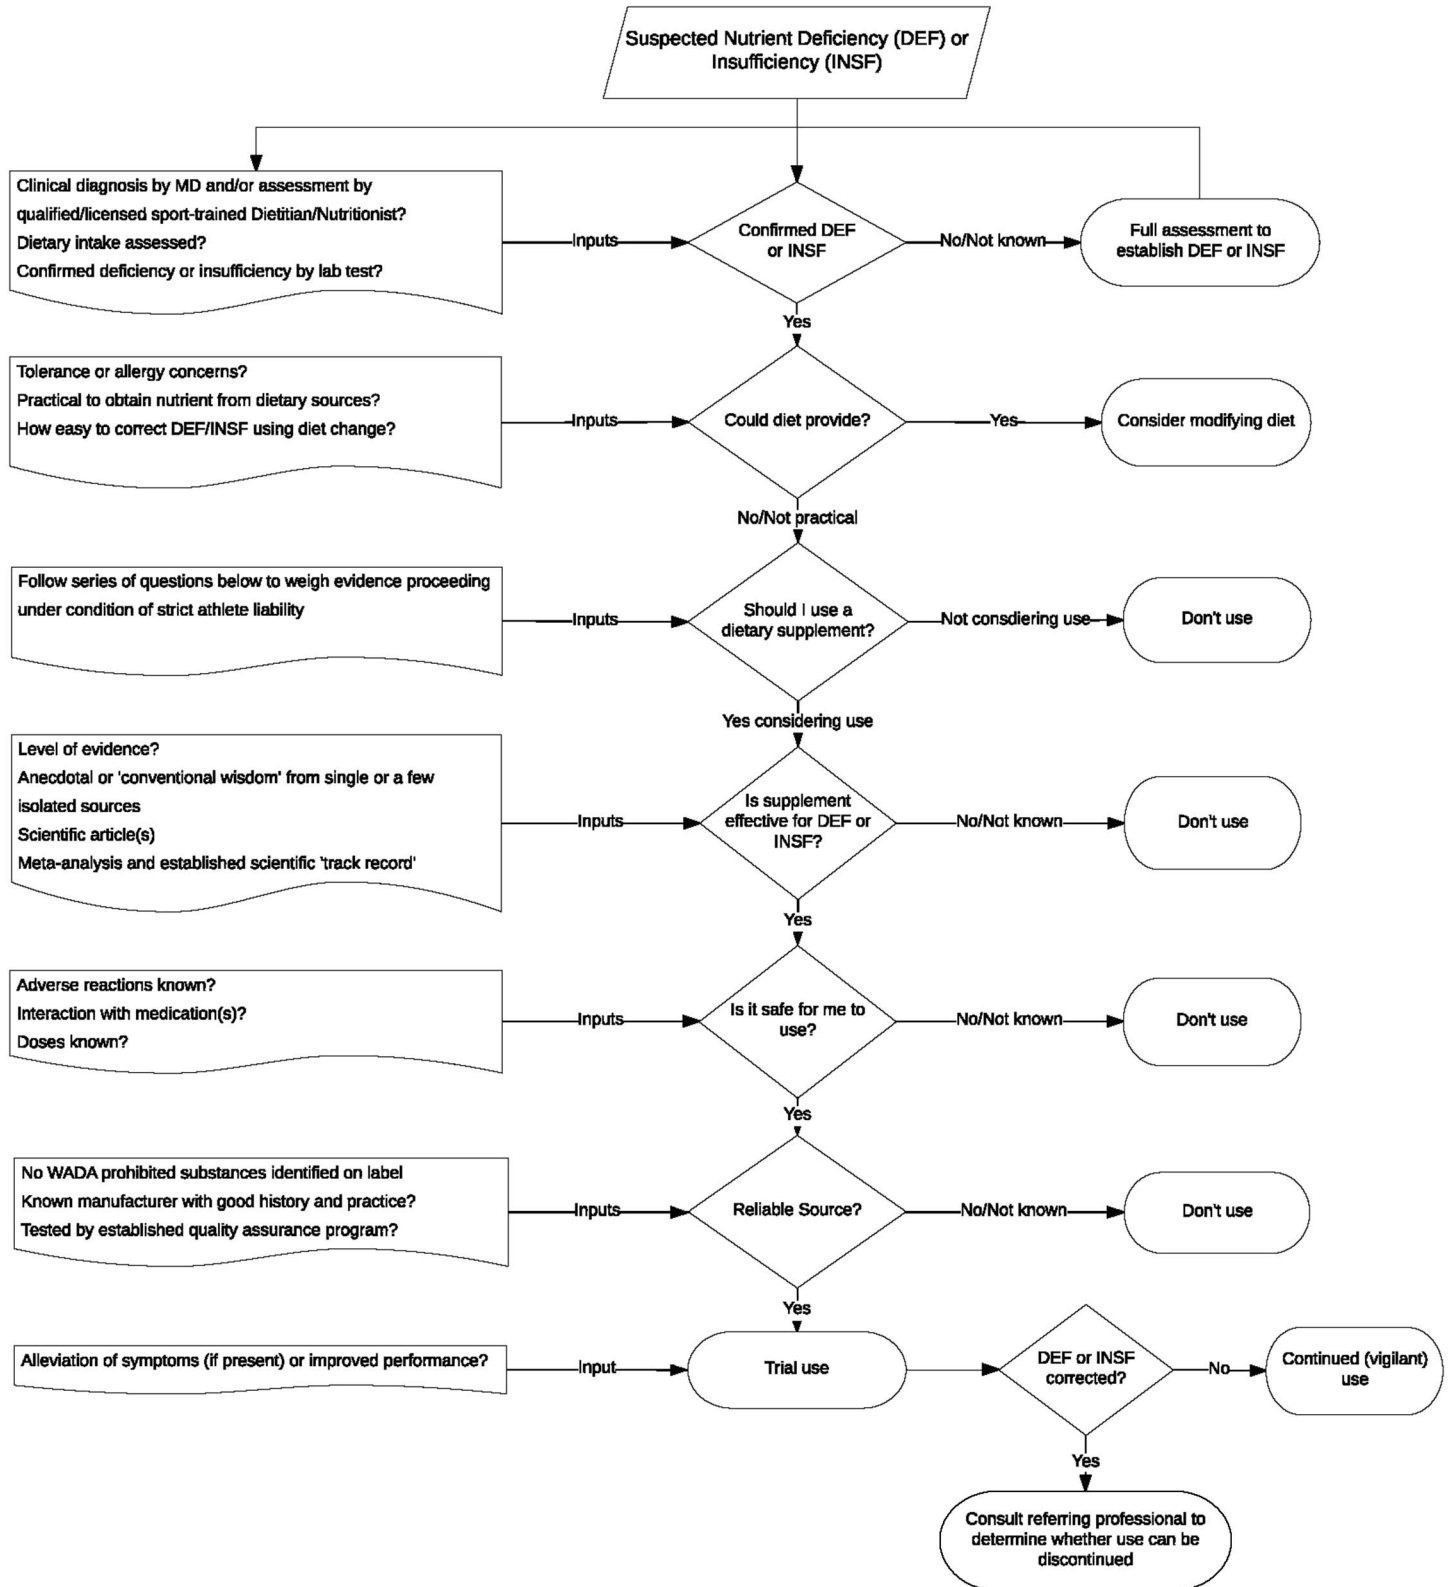 Suspected Nutrient Deficiency (DEF) or
Insufficiency (INSF)
Clinical diagnosis by MD and/or assessment by
qualified/licensed sport-trained Dietitian/Nutritionist?
Dietary intake assessed?
Confirmed deficiency or insufficiency by lab test?
Inputs
Confirmed DEF
or INSF
No/Not known
Full assessment to
establish DEF or INSF
Yes
Tolerance or allergy concerns?
Practical to obtain nutrient from dietary sources?
How easy to correct DEF/INSF using diet change?
Inputs
Could diet provide?
Yes
Consider modifying diet
No/Not practical
Follow series of questions below to weigh evidence proceeding
under condition of strict athlete liability
Inputs
Should I use a
dietary supplement?
Not consdiering use
Don't use
Yes considering use
Level of evidence?
Anecdotal or 'conventional wisdom' from single or a few
isolated sources
Scientific article(s)
Meta-analysis and established scientific 'track record'
Inputs
Is supplement
effective for DEF or
INSF?
No/Not known
Don't use
Yes
Adverse reactions known?
Interaction with medication(s)?
Doses known?
Inputs
Is it safe for me to
use?
No/Not known
Don't use
Yes
No WADA prohibited substances identified on label
Known manufacturer with good history and practice?
Tested by established quality assurance program?
Inputs
Reliable Source?
No/Not known
Don't use
Yes
Alleviation of symptoms (if present) or improved performance?
Input
Trial use
DEF or INSF
corrected?
No
Continued (vigilant)
use
Yes
Consult referring professional to
determine whether use can be
discontinued